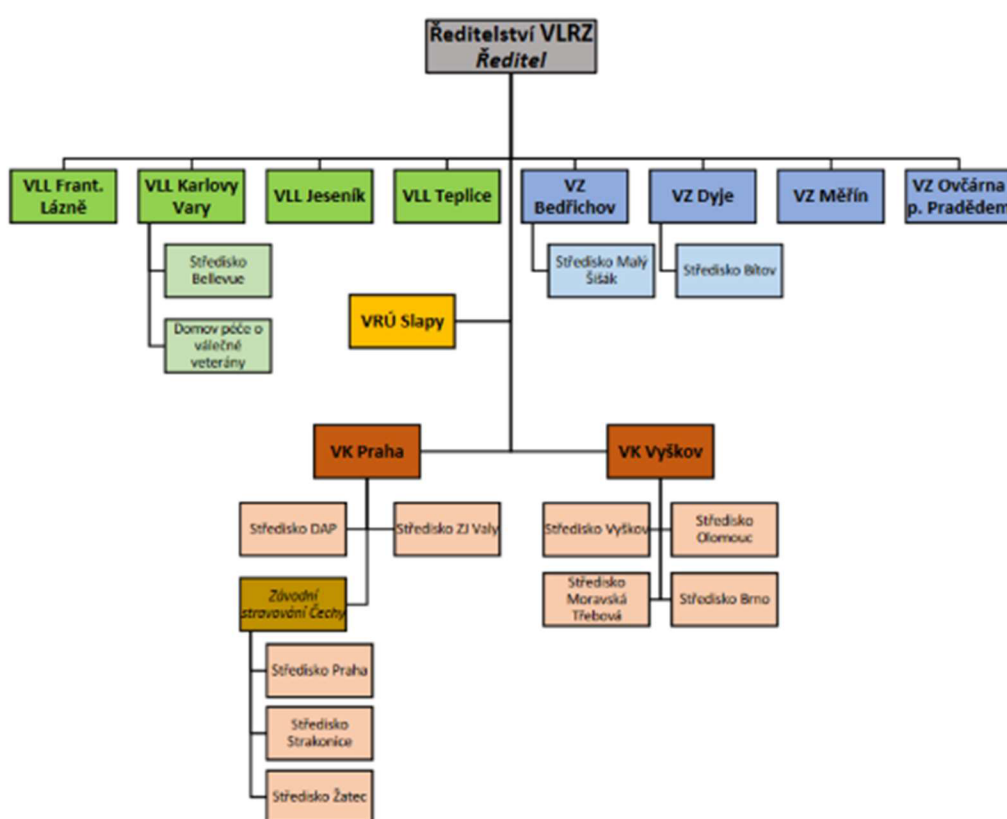 Ředitelství VLRZ
Ředitel
VLL Frant.
Lázně
VLL Karlovy
Vary
VLL Jeseník
VLL Teplice
VZ
Bedřichov
VZ Dyje
VZ Měřín
VZ Ovčárna
p. Pradědem
Středisko
Bellevue
Středisko Malý
Šišák
Středisko Bítov
Domov péče o
válečné
veterány
VRÚ Slapy
VK Praha
VK Vyškov
Středisko DAP
Středisko ZJ Valy
Středisko Vyškov
Středisko
Olomouc
Závodní
stravování Čechy
Středisko
Moravská
Třebová
Středisko Brno
Středisko Praha
Středisko
Strakonice
Středisko Žatec